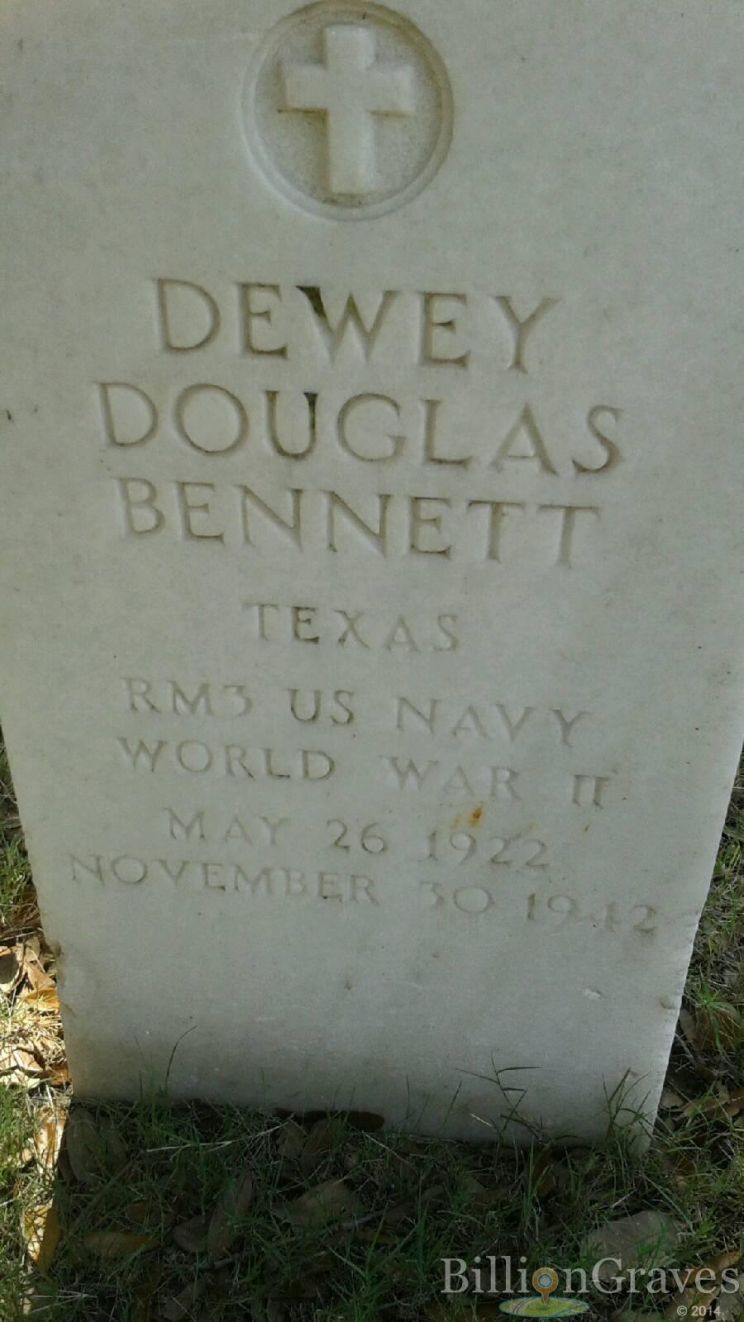 DEWEY
DOUGLAS
BENNETT
TEXAS
RM3 US NAVY
WORLD WAR II
MAY 26 1922
NOVEMBER 30 1942
BillionGraves
© 2014